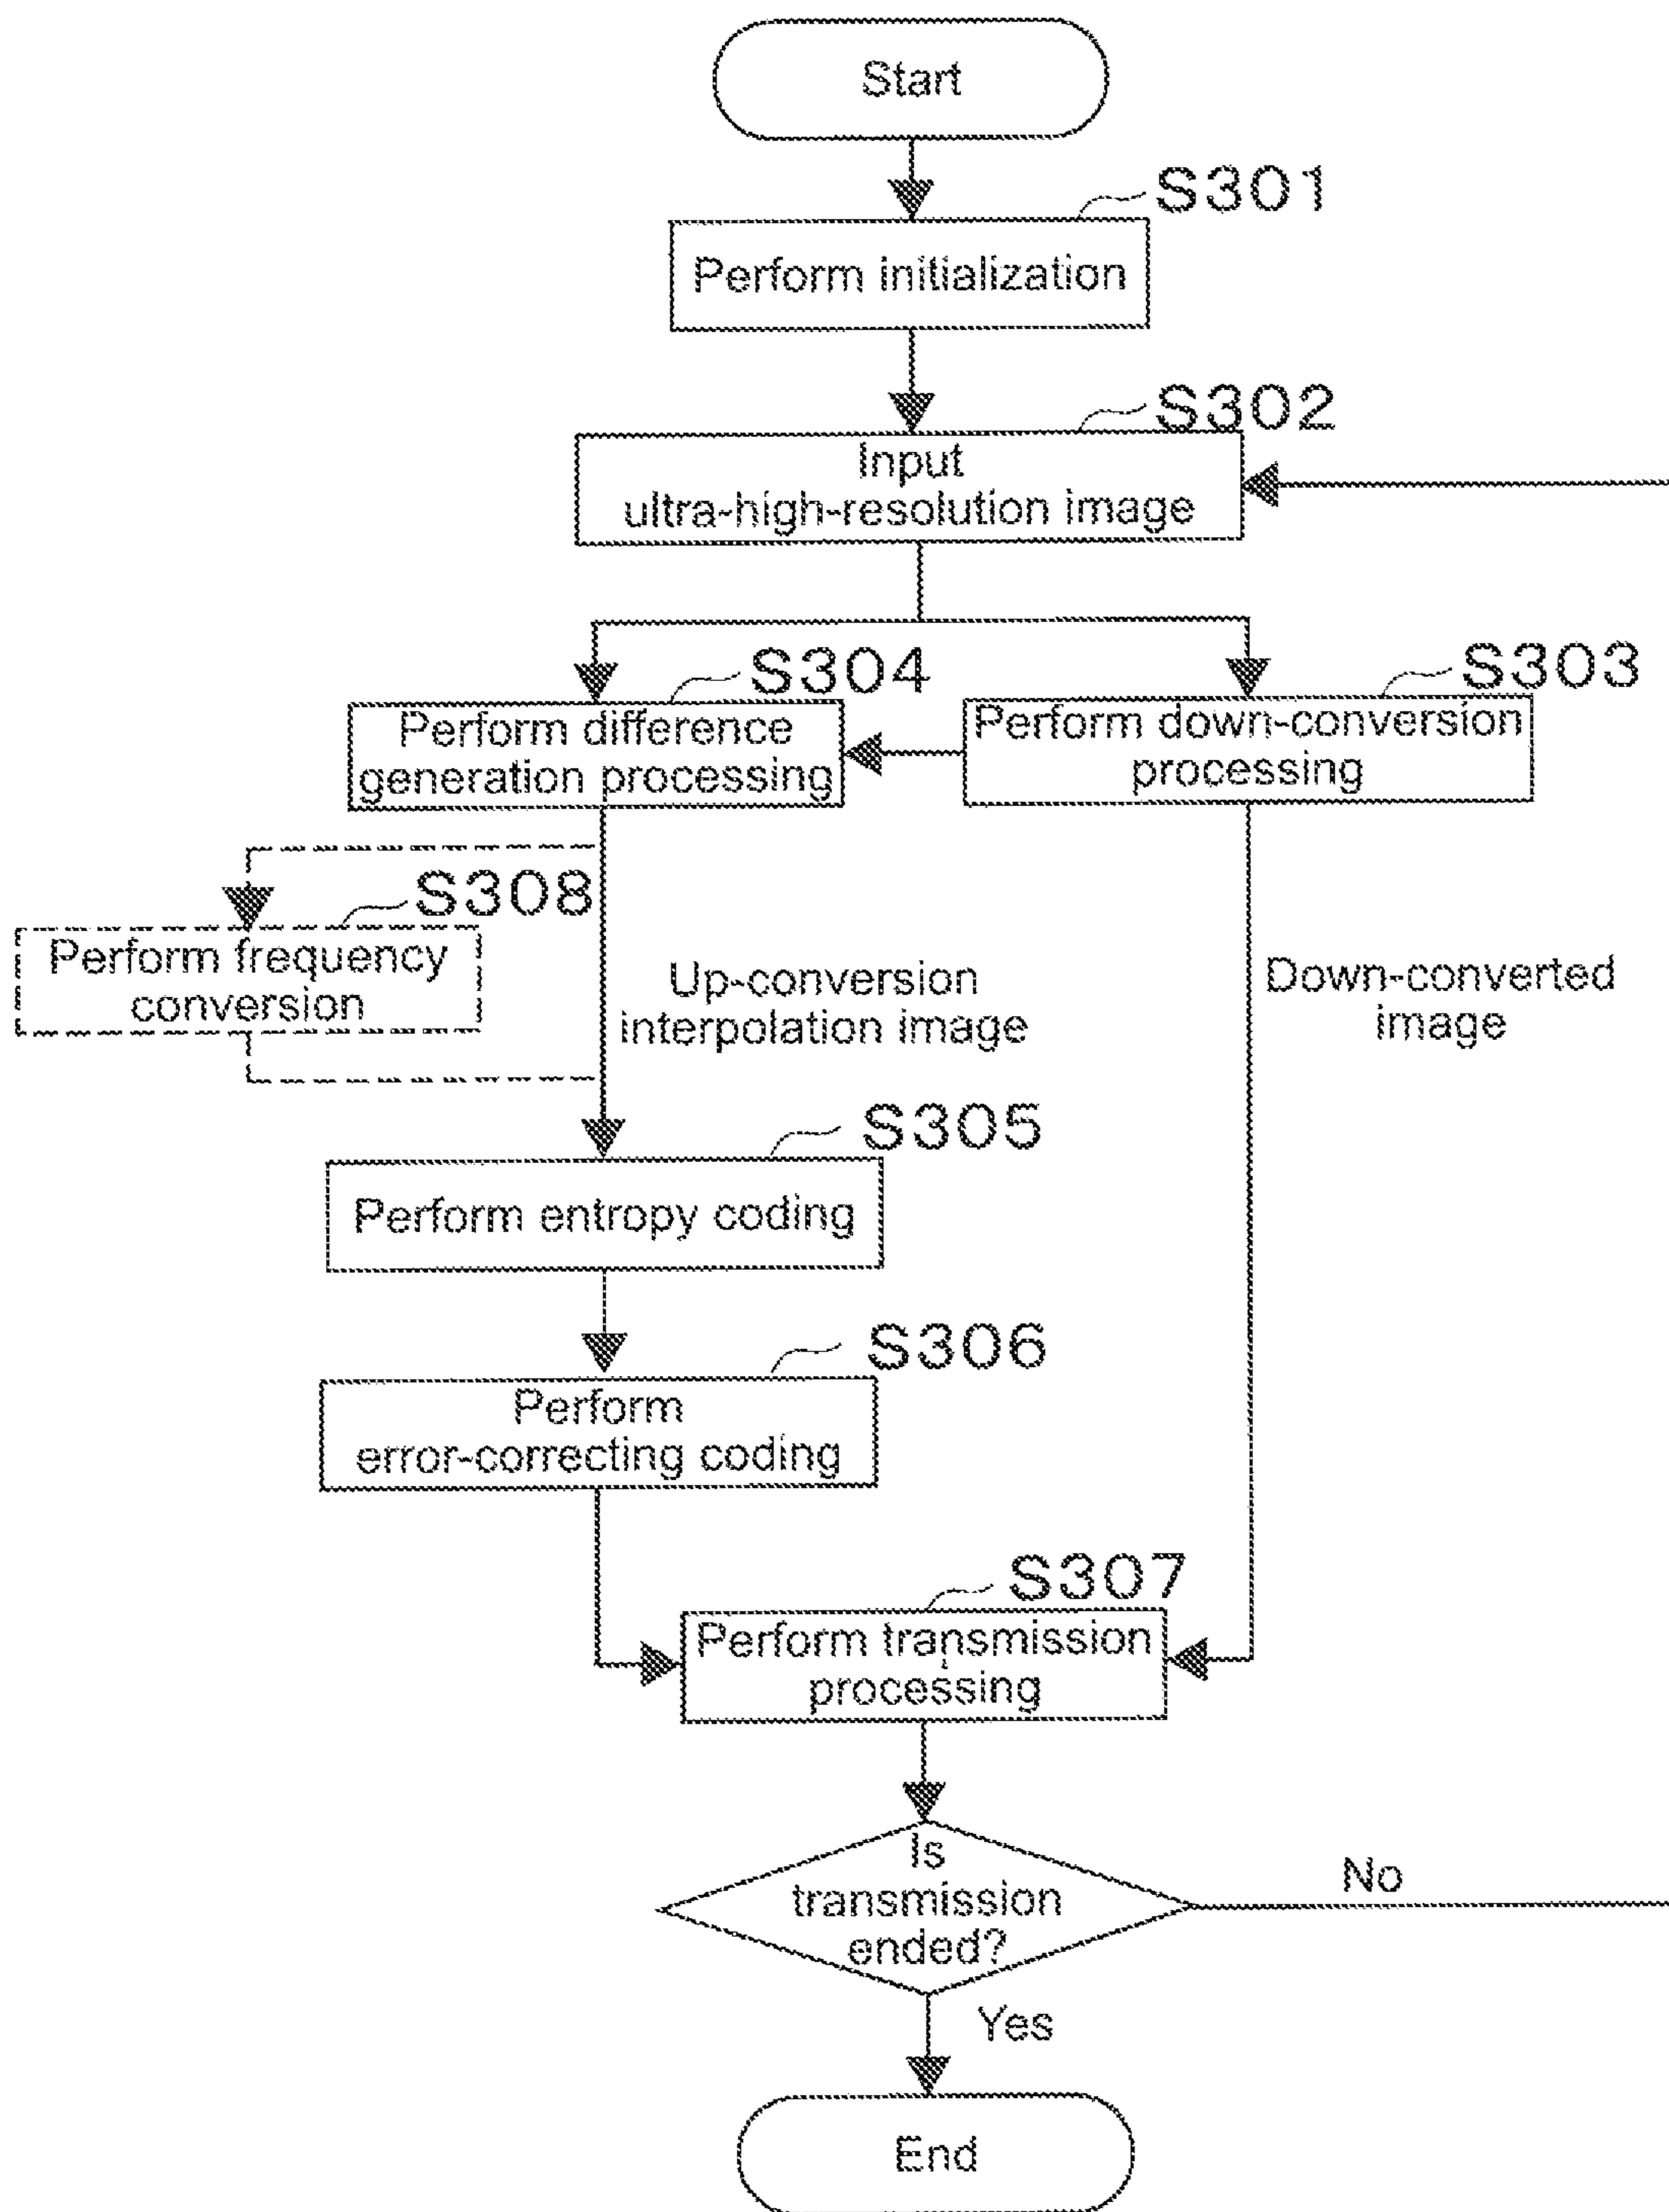 Start
S301
Perform initialization
S302
Input
ultra-high-resolution image
S304
Perform difference
generation processing
S303
Perform down-conversion
processing
S308
Perform frequency
conversion
Up-conversion
interpolation image
Down-converted
image
S305
Perform entropy coding
S306
Perform
error-correcting coding
S307
Perform transmission
processing
Is
transmission
ended?
No
Yes
End